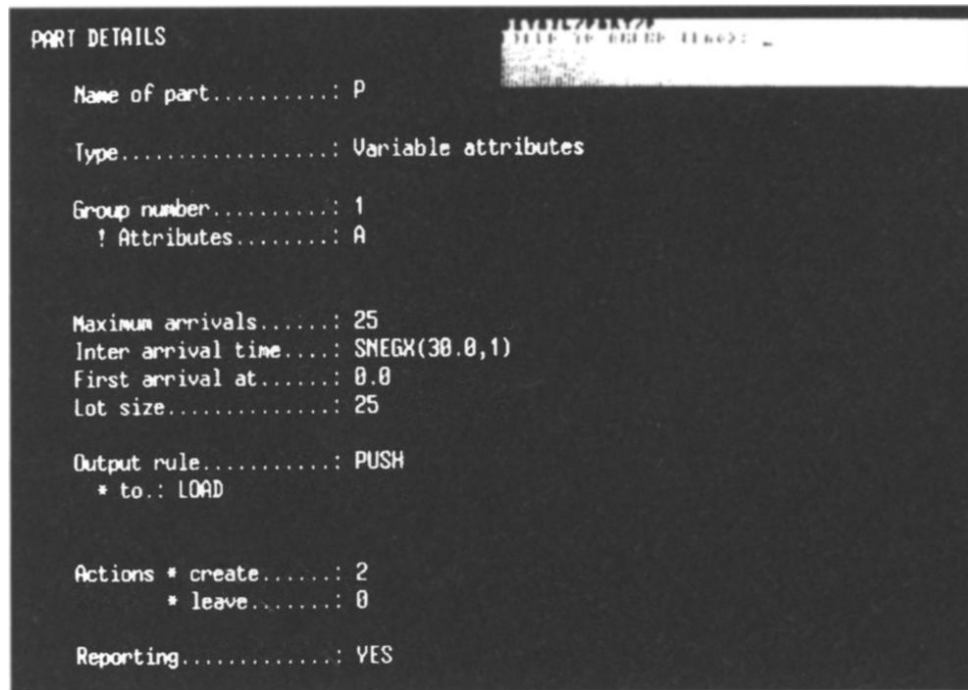 PART DETAILS
Name of part..........: P
Type..................: Variable attributes
Group number..........: 1
! Attributes........: A
Maximum arrivals......: 25
Inter arrival time....: SNEGX(30.0,1)
First arrival at......: 0.0
Lot size..............: 25
Output rule...........: PUSH
* to.: LOAD
Actions * create......: 2
* leave.......: 0
Reporting.............: YES